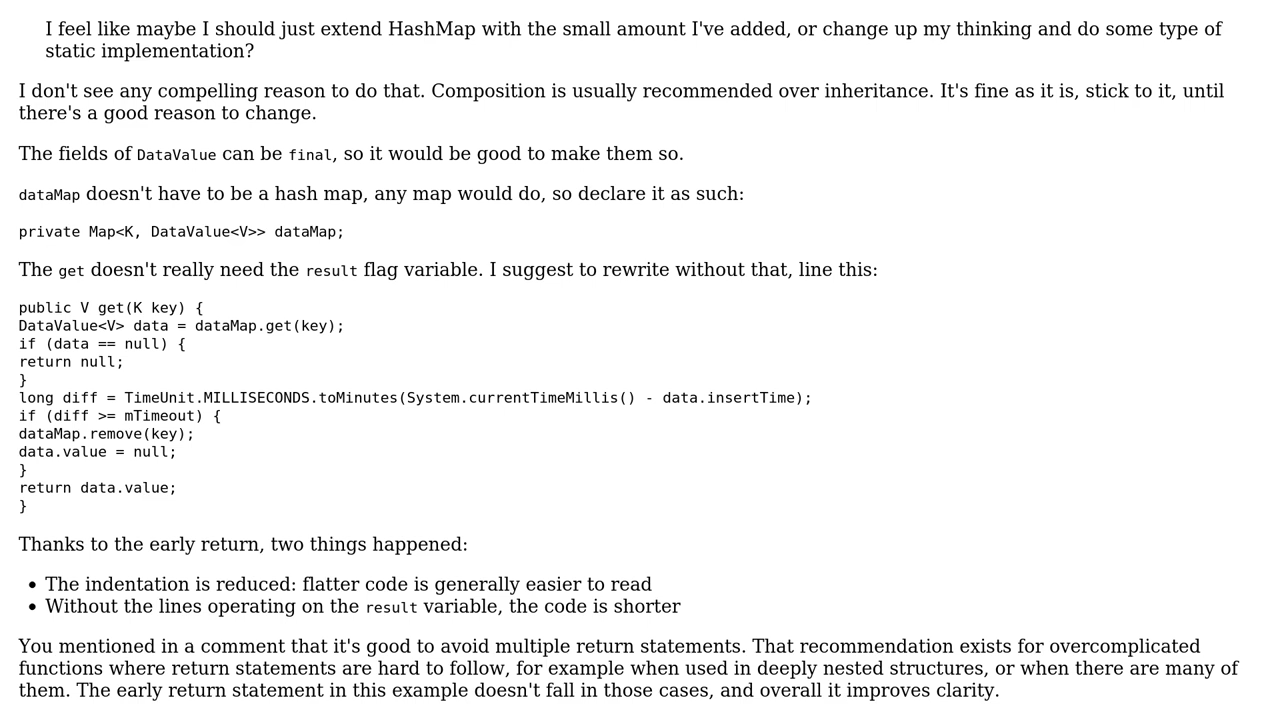 I feel like maybe I should just extend HashMap with the small amount I've added, or change up my thinking and do some type of
static implementation?
I don't see any compelling reason to do that. Composition is usually recommended over inheritance. It's fine as it is, stick to it, until
there's a good reason to change.
The fields of DataValue can be final, so it would be good to make them so.
dataMap doesn't have to be a hash map, any map would do, so declare it as such:
private Map<K, DataValue<V>> dataMap;
The get doesn't really need the result flag variable. I suggest to rewrite without that, line this:
public V get(K key) {
DataValue<V> data = dataMap.get(key);
if (data == null) {
return null;
}
long diff = TimeUnit.MILLISECONDS.toMinutes(System.currentTimeMillis() - data.insertTime);
if (diff >= mTimeout) {
dataMap.remove(key);
data.value = null;
}
return data.value;
}
Thanks to the early return, two things happened:
• The indentation is reduced: flatter code is generally easier to read
• Without the lines operating on the result variable, the code is shorter
You mentioned in a comment that it's good to avoid multiple return statements. That recommendation exists for overcomplicated
functions where return statements are hard to follow, for example when used in deeply nested structures, or when there are many of
them. The early return statement in this example doesn't fall in those cases, and overall it improves clarity.